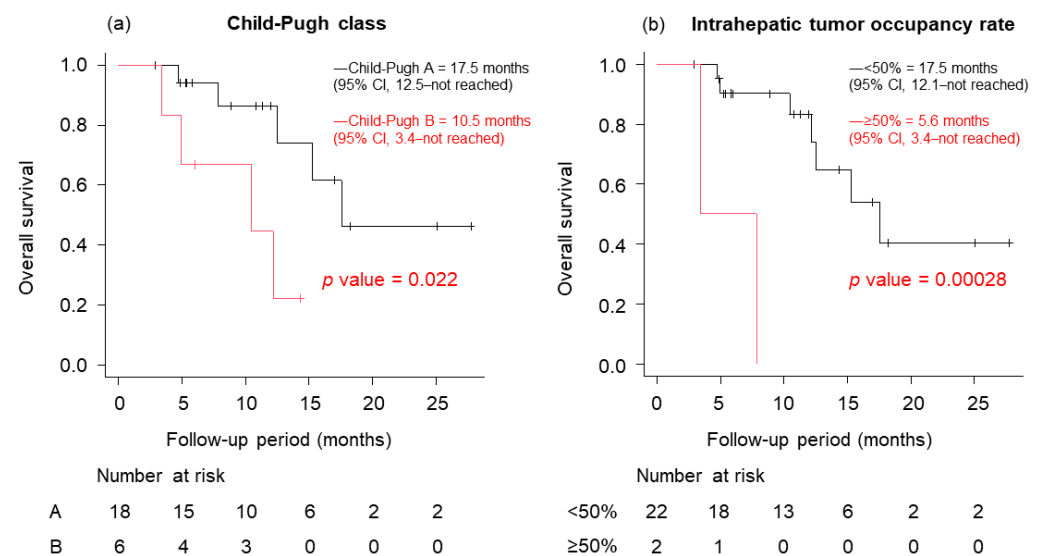 (a) Child-Pugh class
1.0
0.8
0.6
0.4
0.2
0.0
Overall survival
—Child-Pugh A = 17.5 months
(95% CI, 12.5–not reached)
—Child-Pugh B = 10.5 months
(95% CI, 3.4–not reached)
p value = 0.022
0 5 10 15 20 25
Follow-up period (months)
Number at risk
A 18 15 10 6 2 2
B 6 4 3 0 0 0
(b) Intrahepatic tumor occupancy rate
1.0
0.8
0.6
0.4
0.2
0.0
Overall survival
—<50% = 17.5 months
(95% CI, 12.1–not reached)
—≥50% = 5.6 months
(95% CI, 3.4–not reached)
p value = 0.00028
0 5 10 15 20 25
Follow-up period (months)
Number at risk
<50% 22 18 13 6 2 2
≥50% 2 1 0 0 0 0